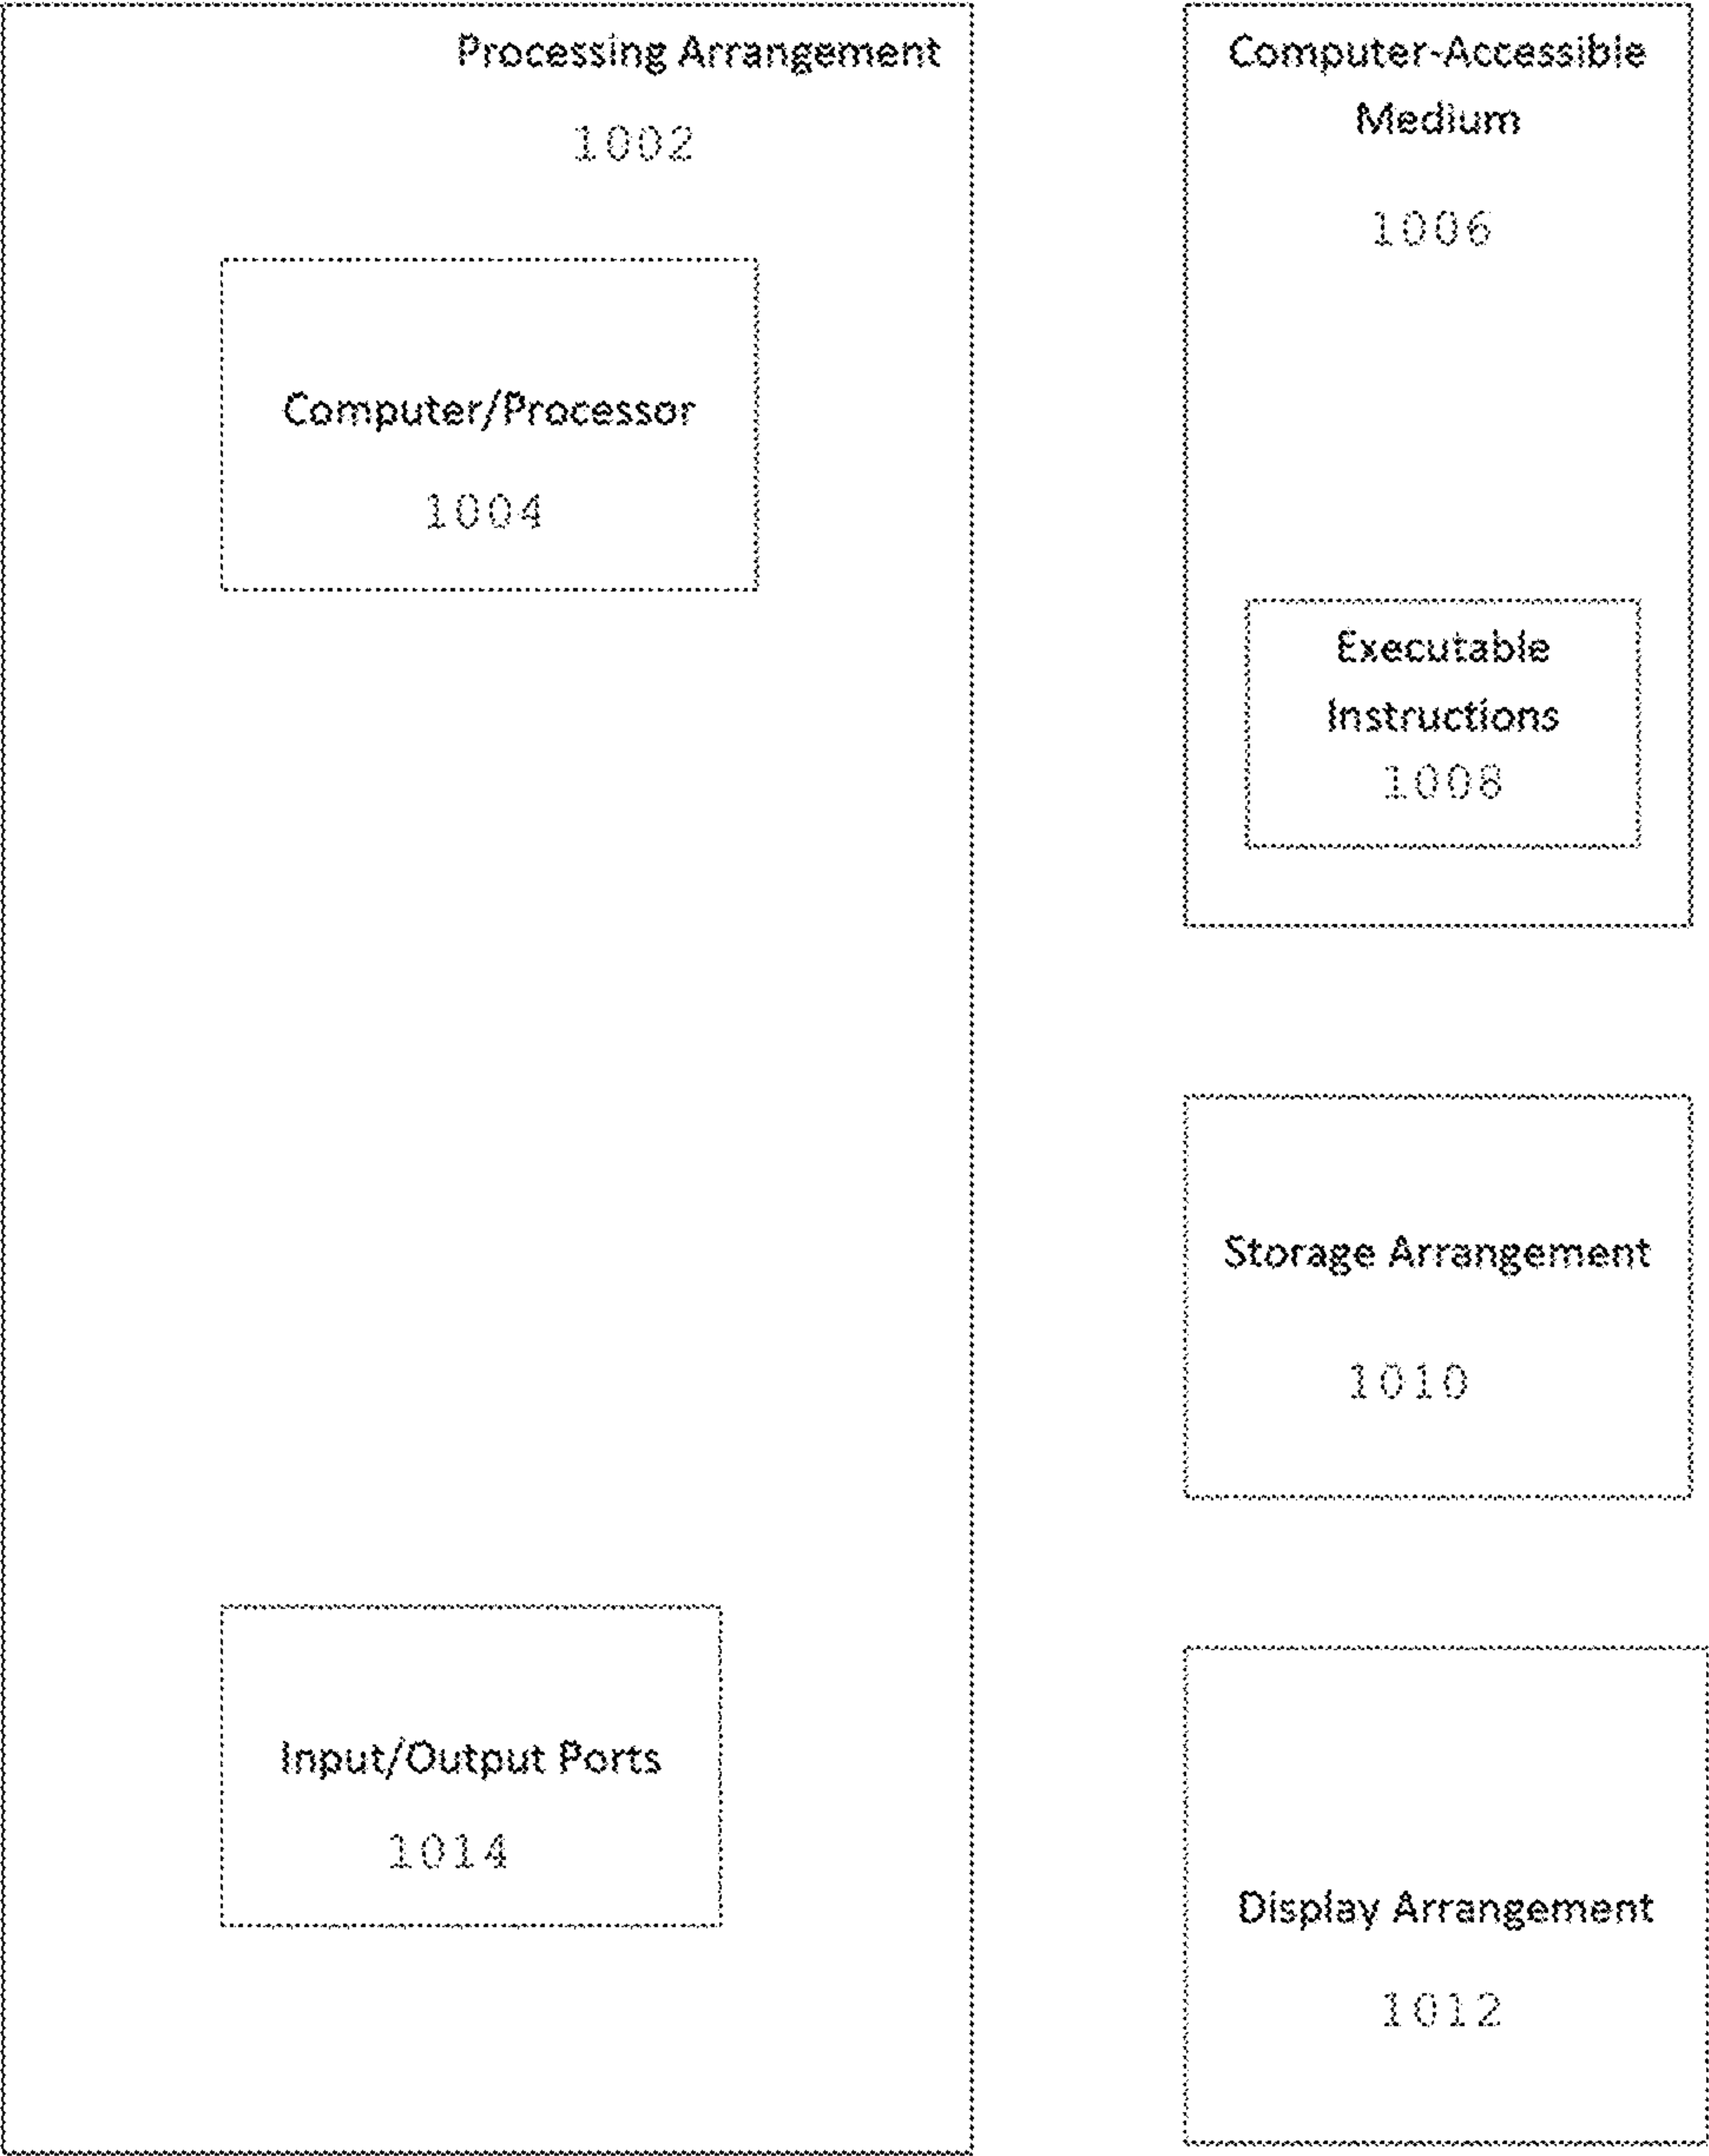 Processing Arrangement
1002
Computer/Processor
1004
Input/Output Ports
1014
Computer-Accessible
Medium
1006
Executable
Instructions
1008
Storage Arrangement
1010
Display Arrangement
1012